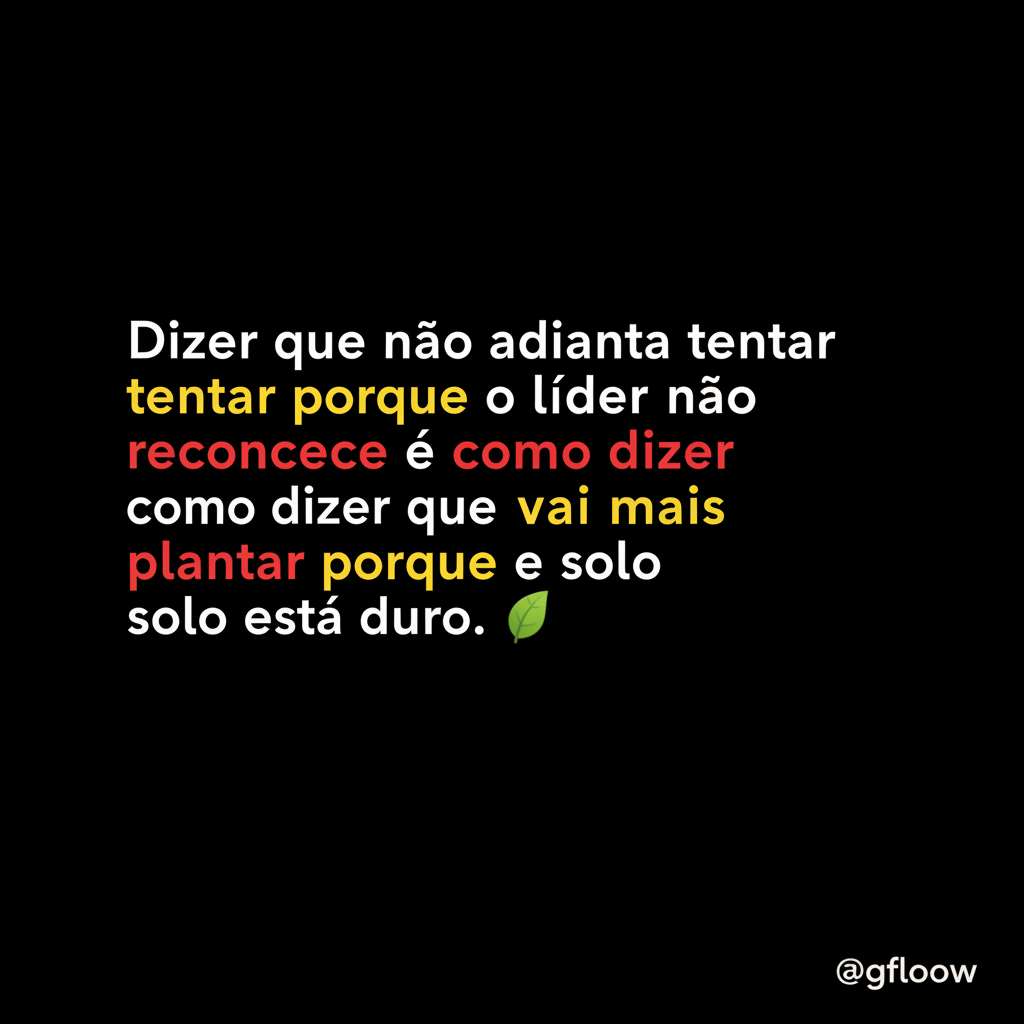 Dizer que não adianta tentar
tentar porque o líder não
reconcece é como dizer
como dizer que vai mais
plantar porque e solo
solo está duro. 🍃
@gfloow